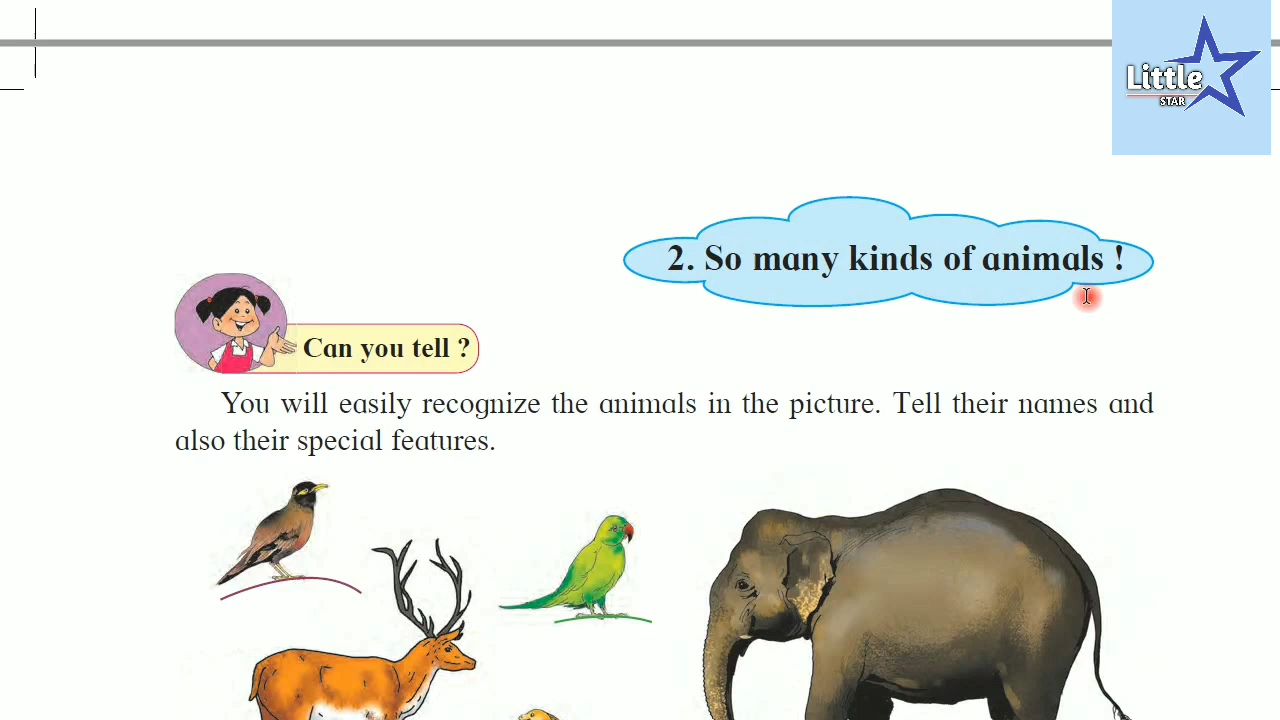 Little
STAR
2. So many kinds of animals !
Can you tell ?
You will easily recognize the animals in the picture. Tell their names and
also their special features.